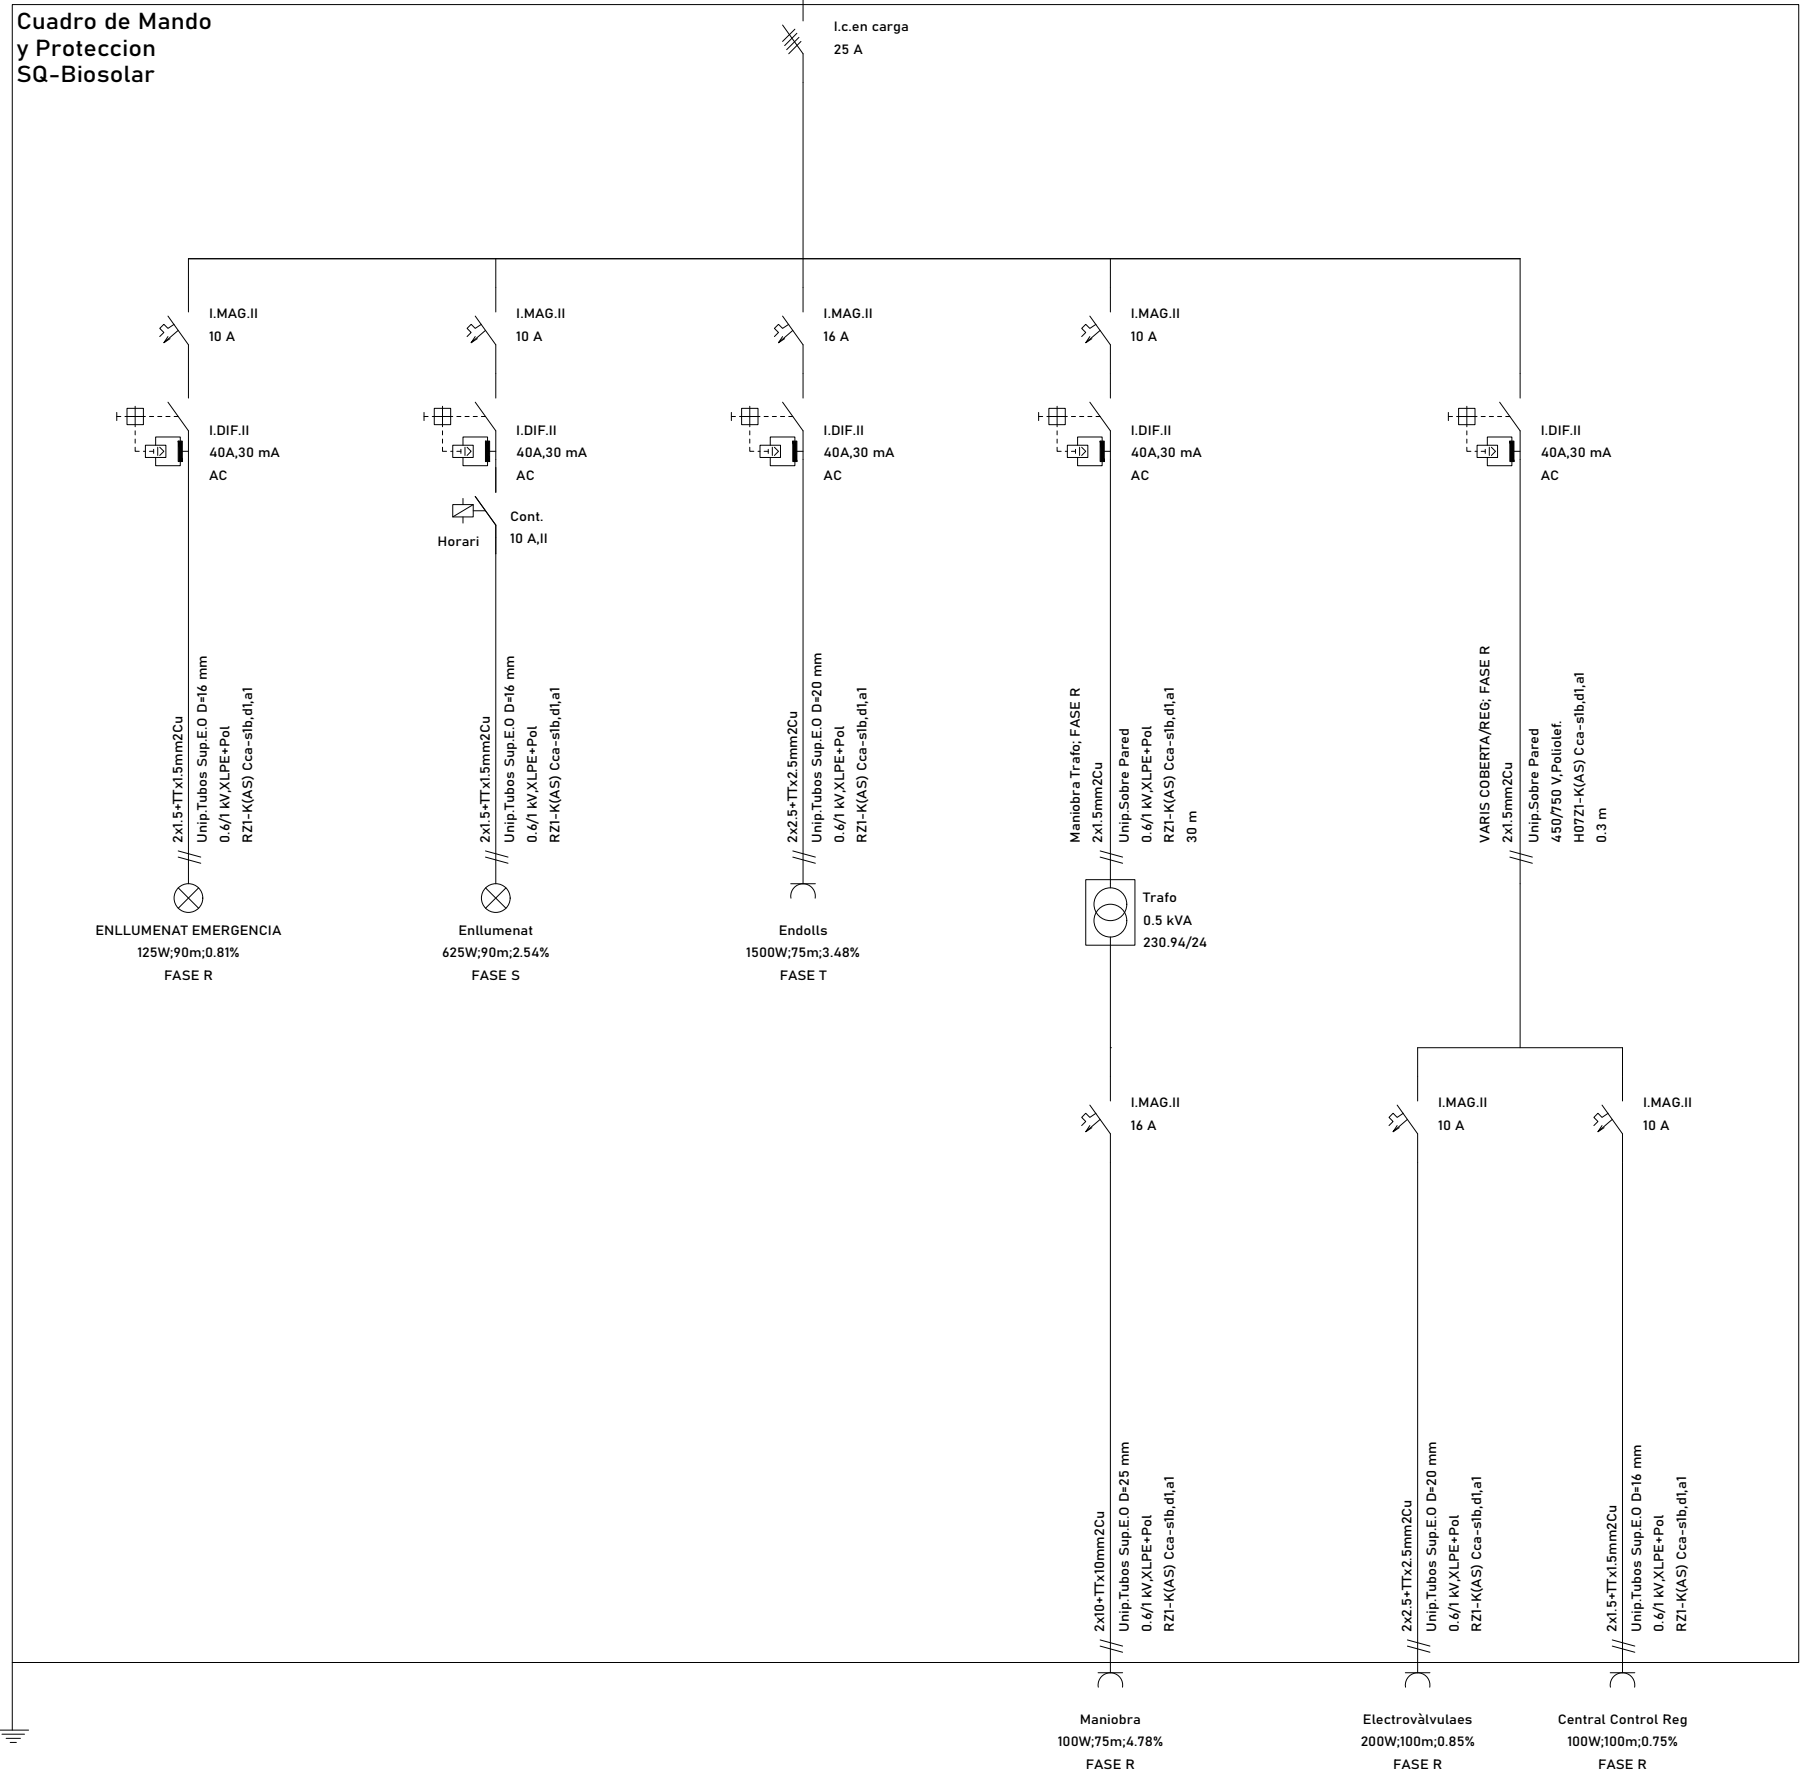 Cuadro de Mando
y Proteccion
SQ-Biosolar
I.c.en carga
25 A
I.MAG.II
10 A
I.MAG.II
10 A
I.MAG.II
16 A
I.MAG.II
10 A
I.DIF.II
40A,30 mA
AC
I.DIF.II
40A,30 mA
AC
I.DIF.II
40A,30 mA
AC
I.DIF.II
40A,30 mA
AC
I.DIF.II
40A,30 mA
AC
Horari
Cont.
10 A,II
2x1.5+TTx1.5mm2Cu
Unip.Tubos Sup.E.O D=16 mm
0.6/1 kV,XLPE+Pol
RZ1-K(AS) Cca-s1b,d1,a1
2x1.5+TTx1.5mm2Cu
Unip.Tubos Sup.E.O D=16 mm
0.6/1 kV,XLPE+Pol
RZ1-K(AS) Cca-s1b,d1,a1
2x2.5+TTx2.5mm2Cu
Unip.Tubos Sup.E.O D=20 mm
0.6/1 kV,XLPE+Pol
RZ1-K(AS) Cca-s1b,d1,a1
Maniobra Trafo; FASE R
2x1.5mm2Cu
Unip.Sobre Pared
0.6/1 kV,XLPE+Pol
RZ1-K(AS) Cca-s1b,d1,a1
30 m
VARIS COBERTA/REG; FASE R
2x1.5mm2Cu
Unip.Sobre Pared
450/750 V,Poliolef.
H07Z1-K(AS) Cca-s1b,d1,a1
0.3 m
ENLLUMENAT EMERGENCIA
125W;90m;0.81%
FASE R
Enllumenat
625W;90m;2.54%
FASE S
Endolls
1500W;75m;3.48%
FASE T
Trafo
0.5 kVA
230.94/24
I.MAG.II
16 A
I.MAG.II
10 A
I.MAG.II
10 A
2x10+TTx10mm2Cu
Unip.Tubos Sup.E.O D=25 mm
0.6/1 kV,XLPE+Pol
RZ1-K(AS) Cca-s1b,d1,a1
2x2.5+TTx2.5mm2Cu
Unip.Tubos Sup.E.O D=20 mm
0.6/1 kV,XLPE+Pol
RZ1-K(AS) Cca-s1b,d1,a1
2x1.5+TTx1.5mm2Cu
Unip.Tubos Sup.E.O D=16 mm
0.6/1 kV,XLPE+Pol
RZ1-K(AS) Cca-s1b,d1,a1
Maniobra
100W;75m;4.78%
FASE R
Electrovàlvulaes
200W;100m;0.85%
FASE R
Central Control Reg
100W;100m;0.75%
FASE R